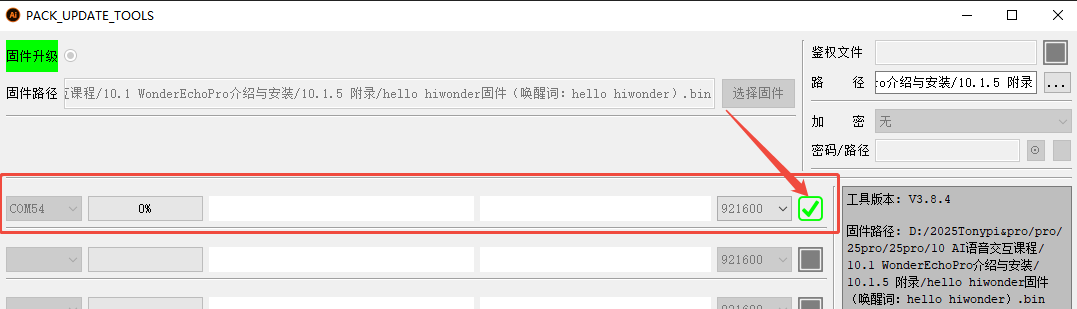 Ai PACK_UPDATE_TOOLS
固件升级
固件路径 互课程/10.1 WonderEchoPro介绍与安装/10.1.5 附录/hello hiwonder固件（唤醒词：hello hiwonder）.bin 选择固件
鉴权文件
路 径 ro介绍与安装/10.1.5 附录 ...
加 密 无
密码/路径
COM54 0% 921600
921600
921600
工具版本: V3.8.4
固件路径: D:/2025Tonypi&pro/pro/
25pro/25pro/10 AI语音交互课程/
10.1 WonderEchoPro介绍与安装/
10.1.5 附录/hello hiwonder固件
（唤醒词：hello hiwonder）.bin